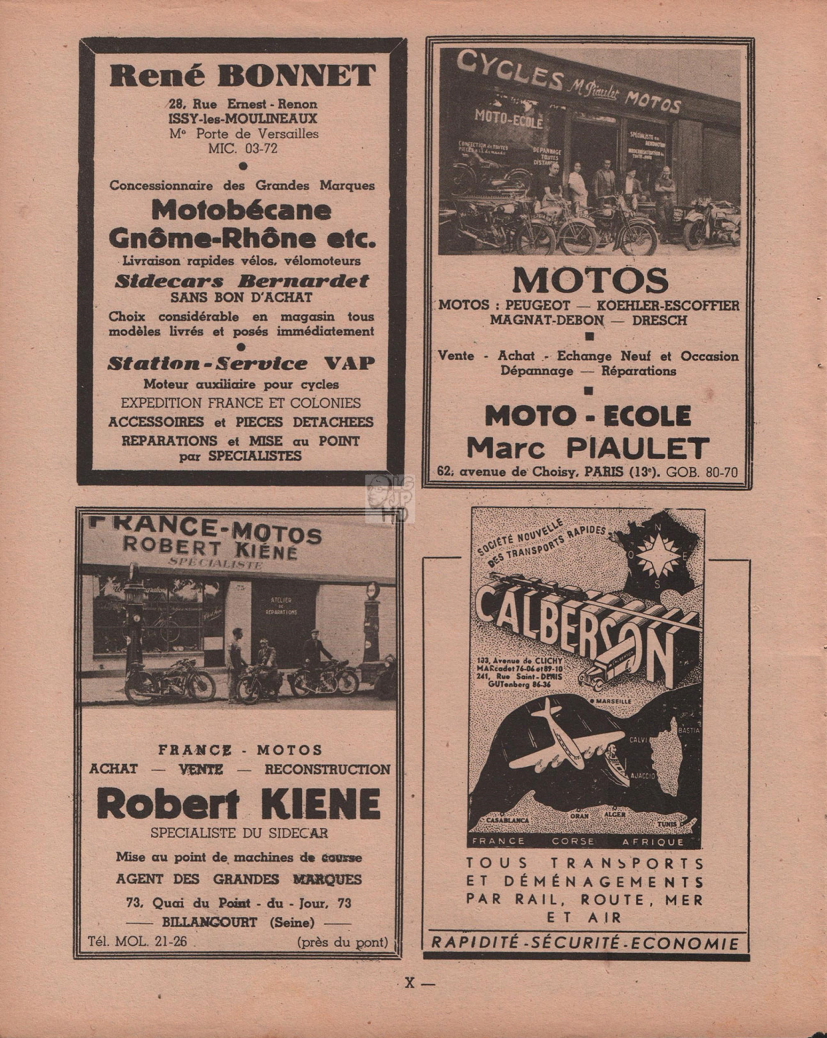 René BONNET
28, Rue Ernest - Renon
ISSY-les-MOULINEAUX
Mº Porte de Versailles
MIC. 03-72
Concessionnaire des Grandes Marques
Motobécane
Gnôme-Rhône etc.
Livraison rapides vélos, vélomoteurs
Sidecars Bernardet
SANS BON D'ACHAT
Choix considérable en magasin tous
modèles livrés et posés immédiatement
Station-Service VAP
Moteur auxiliaire pour cycles
EXPEDITION FRANCE ET COLONIES
ACCESSOIRES et PIECES DETACHEES
REPARATIONS et MISE au POINT
par SPECIALISTES
CYCLES M. Piaulet MOTOS
MOTO-ECOLE
DEPANNAGE
TOUTES
DISTANCES
MOTOS
MOTOS : PEUGEOT — KOEHLER-ESCOFFIER
MAGNAT-DEBON — DRESCH
Vente - Achat - Echange Neuf et Occasion
Dépannage — Réparations
MOTO - ECOLE
Marc PIAULET
62, avenue de Choisy, PARIS (13e). GOB. 80-70
FRANCE-MOTOS
ROBERT KIÉNÉ
SPÉCIALISTE
ATELIER
DE
REPARATIONS
FRANCE - MOTOS
ACHAT — VENTE — RECONSTRUCTION
Robert KIENE
SPECIALISTE DU SIDECAR
Mise au point de machines de course
AGENT DES GRANDES MARQUES
73, Quai du Point - du - Jour, 73
— BILLANCOURT (Seine) —
Tél. MOL. 21-26 (près du pont)
SOCIÉTÉ NOUVELLE
DES TRANSPORTS RAPIDES
N
O E
S
CALBERSON
133, Avenue de CLICHY
MARcadet 76-06 et 89-10
241, Rue Saint-DENIS
GUTenberg 86-36
MARSEILLE
BASTIA
CALVI
AJACCIO
CASABLANCA
ORAN
ALGER
TUNIS
FRANCE CORSE AFRIQUE
TOUS TRANSPORTS
ET DÉMÉNAGEMENTS
PAR RAIL, ROUTE, MER
ET AIR
RAPIDITÉ-SÉCURITÉ-ECONOMIE
X —
HD